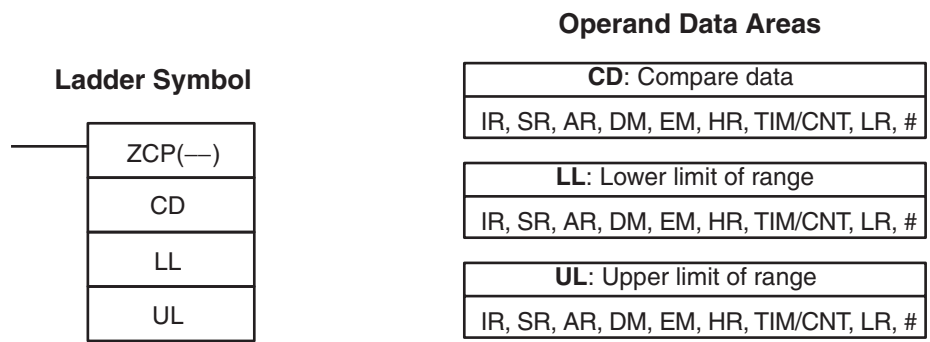 Ladder Symbol
ZCP(––)
CD
LL
UL
Operand Data Areas
CD: Compare data
IR, SR, AR, DM, EM, HR, TIM/CNT, LR, #
LL: Lower limit of range
IR, SR, AR, DM, EM, HR, TIM/CNT, LR, #
UL: Upper limit of range
IR, SR, AR, DM, EM, HR, TIM/CNT, LR, #